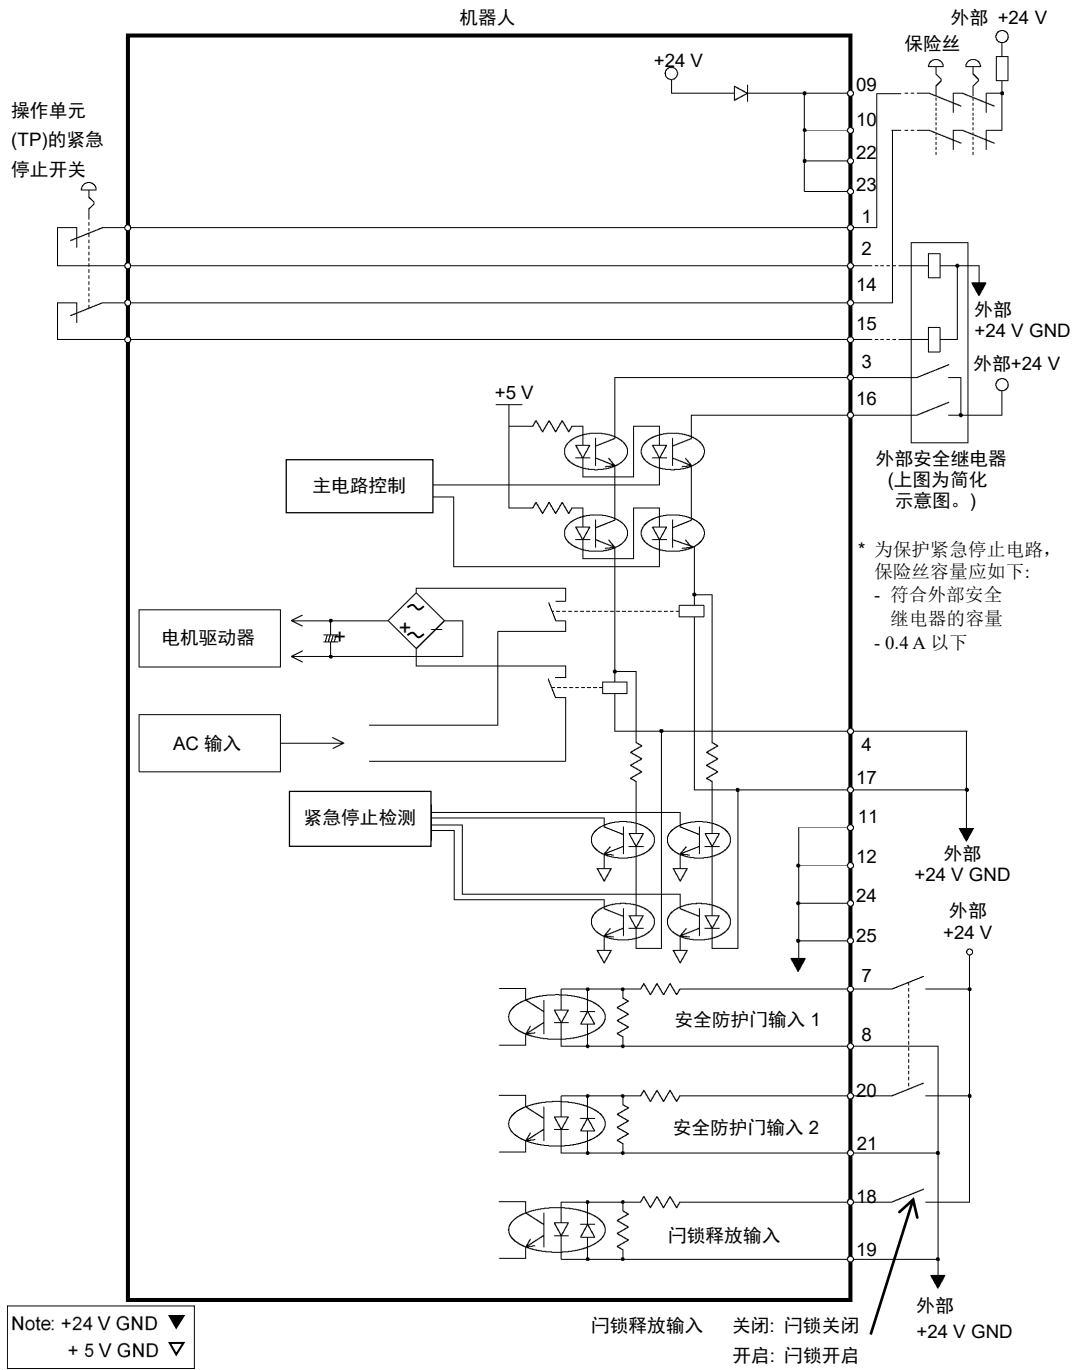 机器人
外部 +24 V
保险丝
+24 V
操作单元
(TP)的紧急
停止开关
09
10
22
23
1
2
14
15
外部
+24 V GND
3
外部+24 V
16
+5 V
外部安全继电器
(上图为简化
示意图。)
主电路控制
* 为保护紧急停止电路，
保险丝容量应如下:
- 符合外部安全
继电器的容量
- 0.4 A 以下
电机驱动器
AC 输入
4
17
紧急停止检测
11
12
24
25
外部
+24 V GND
外部
+24 V
7
安全防护门输入 1
8
20
安全防护门输入 2
21
18
闩锁释放输入
19
外部
+24 V GND
Note: +24 V GND ▼
+ 5 V GND ▽
闩锁释放输入 关闭: 闩锁关闭
开启: 闩锁开启